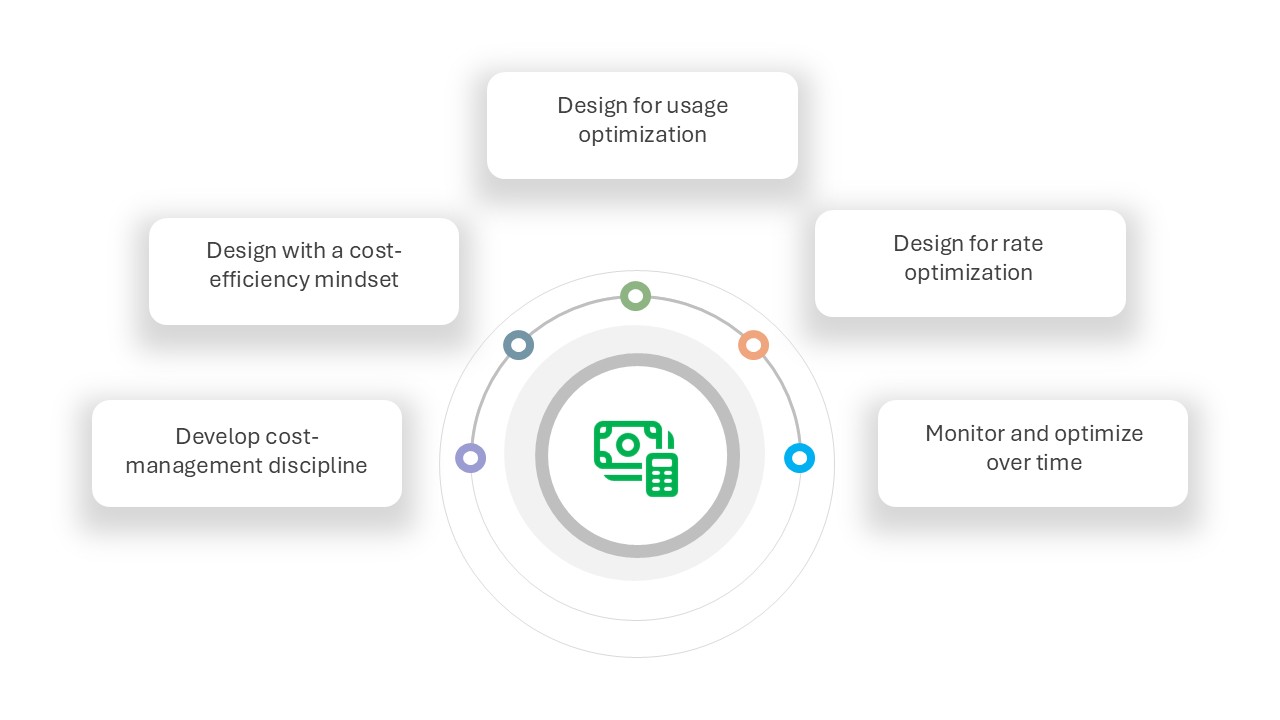 Design for usage
optimization
Design with a cost-
efficiency mindset
Design for rate
optimization
Develop cost-
management discipline
Monitor and optimize
over time